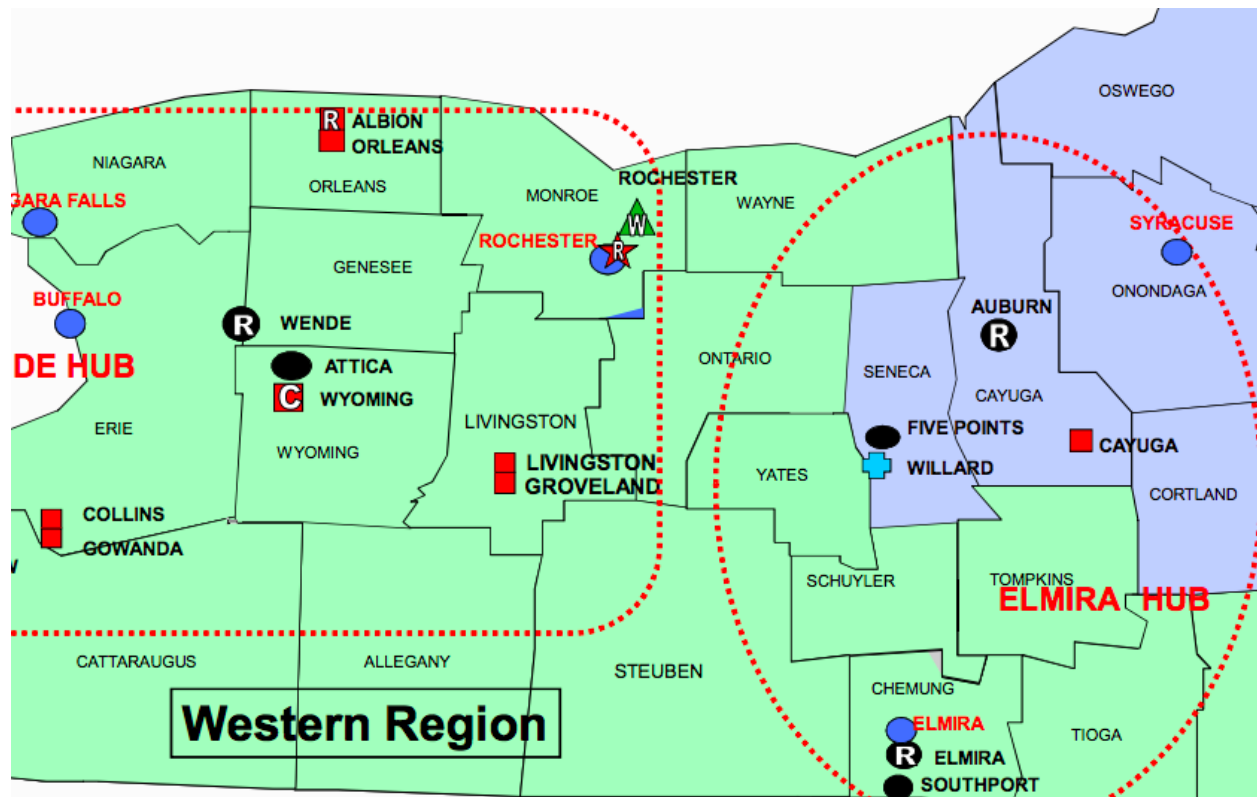 OSWEGO
R ALBION
ORLEANS
NIAGARA
ORLEANS
MONROE
ROCHESTER
WAYNE
GARA FALLS
W
SYRACUSE
ROCHESTER
R
GENESEE
ONONDAGA
BUFFALO
AUBURN
R WENDE
R
DE HUB
ATTICA
ONTARIO
SENECA
C WYOMING
CAYUGA
ERIE
LIVINGSTON
FIVE POINTS
CAYUGA
WYOMING
LIVINGSTON
WILLARD
YATES
GROVELAND
CORTLAND
COLLINS
GOWANDA
SCHUYLER
TOMPKINS
ELMIRA HUB
CATTARAUGUS
ALLEGANY
STEUBEN
CHEMUNG
Western Region
ELMIRA
TIOGA
R ELMIRA
SOUTHPORT